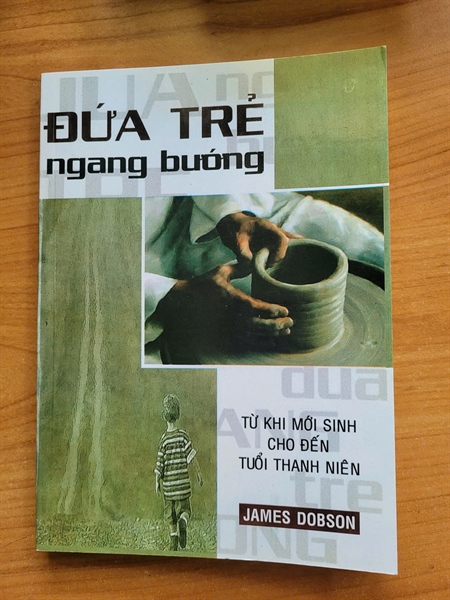 ĐỨA TRẺ
ngang bướng
TỪ KHI MỚI SINH
CHO ĐẾN
TUỔI THANH NIÊN
JAMES DOBSON